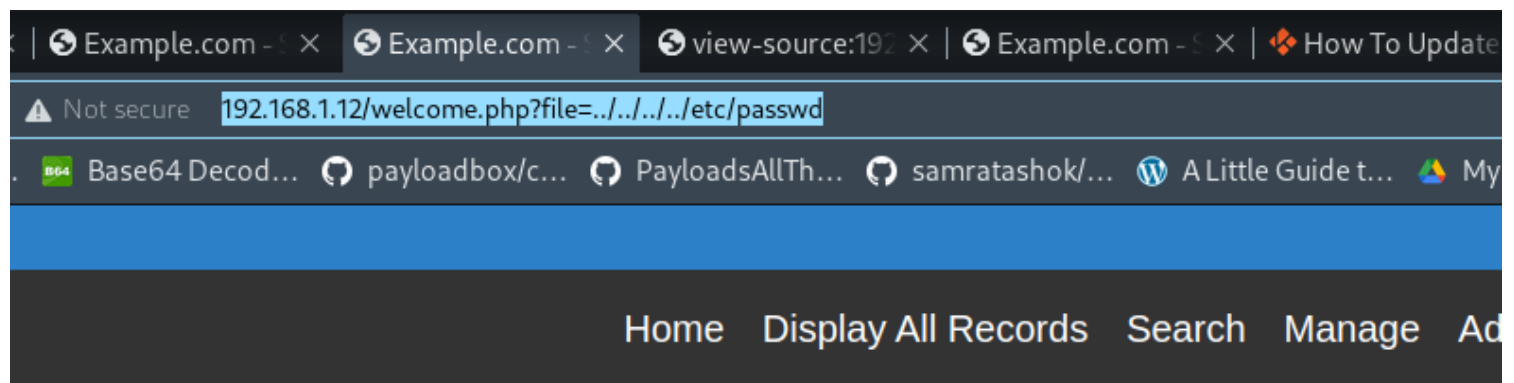 Example.com - S Example.com - S view-source:192 Example.com - S How To Update
Not secure 192.168.1.12/welcome.php?file=../../../../etc/passwd
B64 Base64 Decod... payloadbox/c... PayloadsAllTh... samratashok/... A Little Guide t... My
Home Display All Records Search Manage Ad